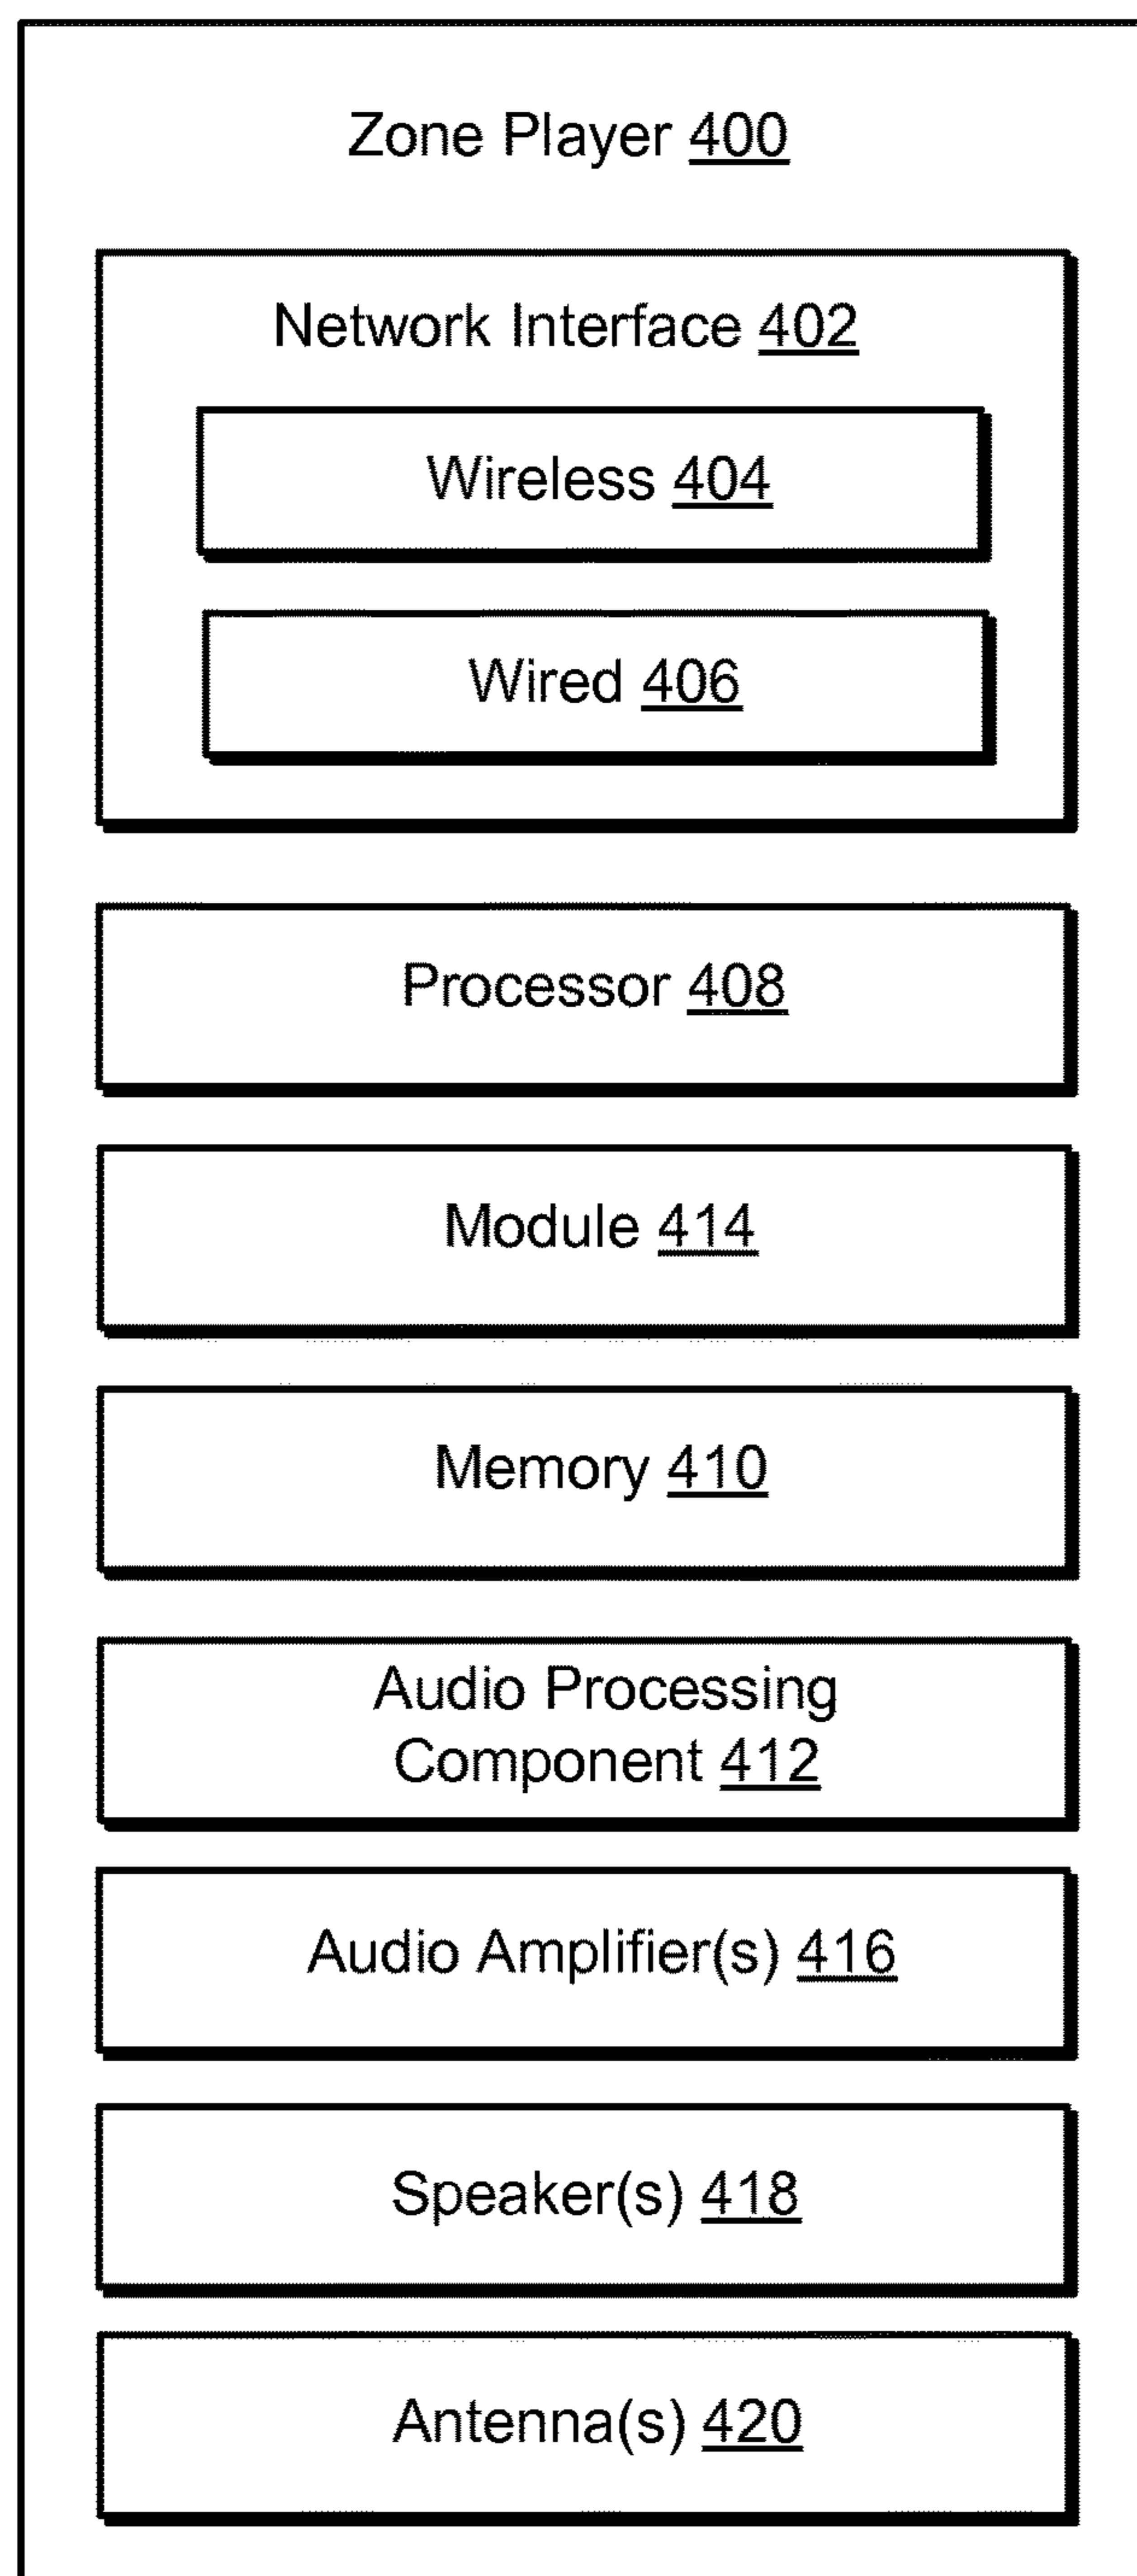 Zone Player 400
Network Interface 402
Wireless 404
Wired 406
Processor 408
Module 414
Memory 410
Audio Processing
Component 412
Audio Amplifier(s) 416
Speaker(s) 418
Antenna(s) 420